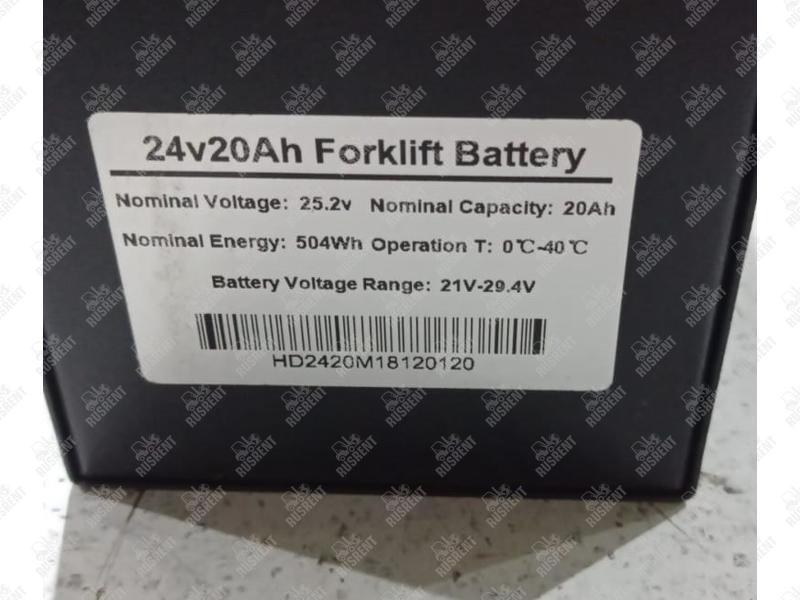 24v20Ah Forklift Battery
Nominal Voltage: 25.2v Nominal Capacity: 20Ah
Nominal Energy: 504Wh Operation T: 0℃-40℃
Battery Voltage Range: 21V-29.4V
HD2420M18120120
RUSRENT